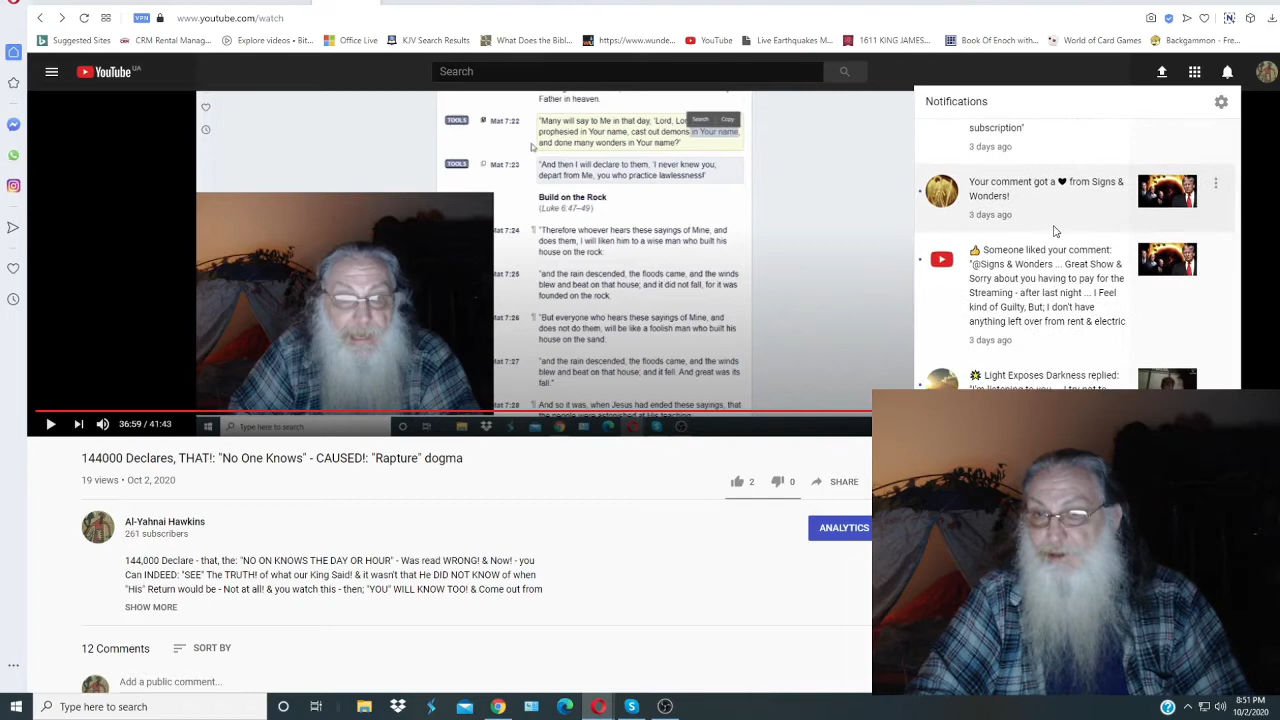 VPN www.youtube.com/watch
Suggested Sites CRM Rental Manag... Explore videos • Bit... Office Live KJV Search Results What Does the Bibl... https://www.wunde... YouTube Live Earthquakes M... 1611 KING JAMES... Book Of Enoch with... World of Card Games Backgammon - Fre...
YouTube UA Search
Notifications
subscription"
3 days ago
Your comment got a ♥ from Signs &
Wonders!
3 days ago
👍 Someone liked your comment:
"@Signs & Wonders ... Great Show &
Sorry about you having to pay for the
Streaming - after last night ... I Feel
kind of Guilty, But; I don't have
anything left over from rent & electric
3 days ago
Light Exposes Darkness replied:
Father in heaven.
TOOLS Mat 7:22 "Many will say to Me in that day, 'Lord,
Search Copy
prophesied in Your name, cast out demons in Your name,
and done many wonders in Your name?'
TOOLS Mat 7:23 "And then I will declare to them, 'I never knew you;
depart from Me, you who practice lawlessness!'
Build on the Rock
(Luke 6:47–49)
Mat 7:24 ¶ "Therefore whoever hears these sayings of Mine, and
does them, I will liken him to a wise man who built his
house on the rock:
Mat 7:25 "and the rain descended, the floods came, and the winds
blew and beat on that house; and it did not fall, for it was
founded on the rock.
Mat 7:26 ¶ "But everyone who hears these sayings of Mine, and
does not do them, will be like a foolish man who built his
house on the sand:
Mat 7:27 "and the rain descended, the floods came, and the winds
blew and beat on that house; and it fell. And great was its
fall."
Mat 7:28 ¶ And so it was, when Jesus had ended these sayings, that
the people were astonished at His teaching,
Type here to search
36:59 / 41:43
144000 Declares, THAT!: "No One Knows" - CAUSED!: "Rapture" dogma
19 views • Oct 2, 2020
2 0 SHARE
Al-Yahnai Hawkins
261 subscribers
ANALYTICS
144,000 Declare - that, the: "NO ON KNOWS THE DAY OR HOUR" - Was read WRONG! & Now! - you
Can INDEED: "SEE" The TRUTH! of what our King Said! & it wasn't that He DID NOT KNOW of when
"His" Return would be - Not at all! & you watch this - then; "YOU" WILL KNOW TOO! & Come out from
SHOW MORE
12 Comments SORT BY
Add a public comment...
Type here to search
8:51 PM
10/2/2020